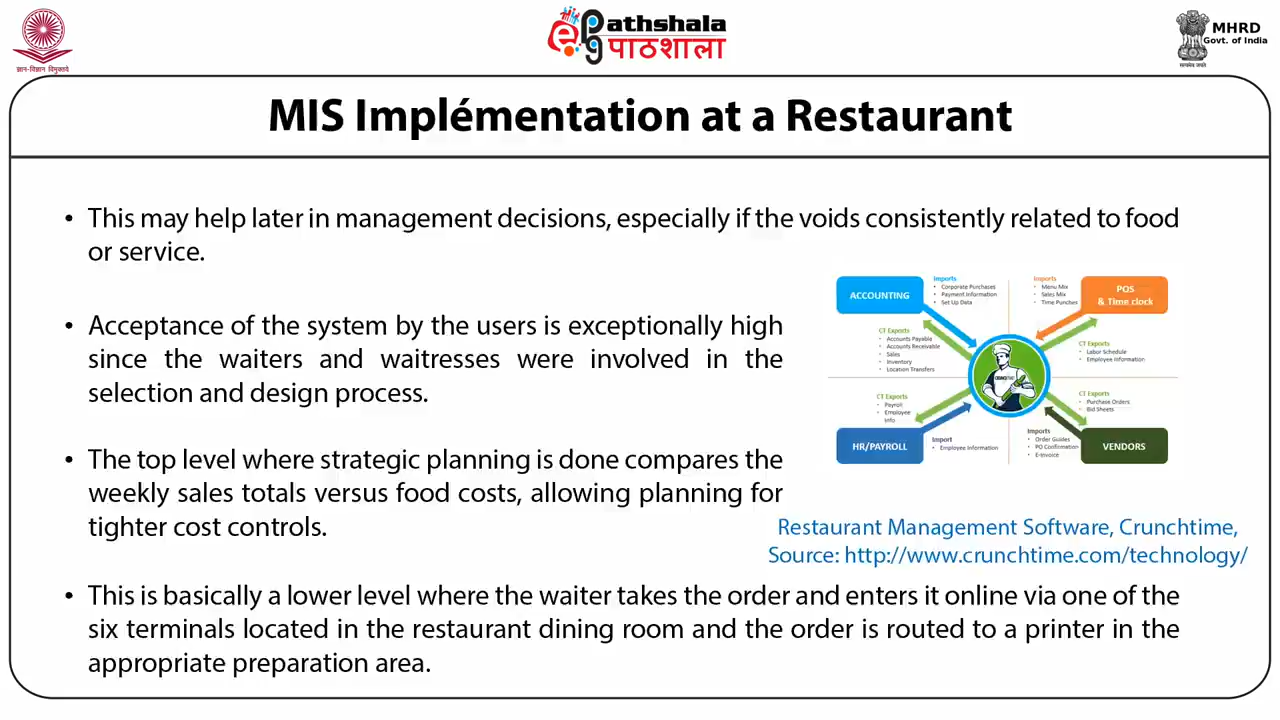 ज्ञान-विज्ञान विमुक्तये
ePG Pathshala
पाठशाला
सत्यमेव जयते
MHRD
Govt. of India
MIS Implémentation at a Restaurant
• This may help later in management decisions, especially if the voids consistently related to food
or service.
• Acceptance of the system by the users is exceptionally high
since the waiters and waitresses were involved in the
selection and design process.
• The top level where strategic planning is done compares the
weekly sales totals versus food costs, allowing planning for
tighter cost controls.
• This is basically a lower level where the waiter takes the order and enters it online via one of the
six terminals located in the restaurant dining room and the order is routed to a printer in the
appropriate preparation area.
ACCOUNTING
Imports
• Corporate Purchases
• Payment Information
• Set Up Data
CT Exports
• Accounts Payable
• Accounts Receivable
• Sales
• Inventory
• Location Transfers
Imports
• Menu Mix
• Sales Mix
• Time Punches
POS
& Time clock
CT Exports
• Labor Schedule
• Employee Information
CT Exports
• Payroll
• Employee
Info
HR/PAYROLL
Import
• Employee Information
CT Exports
• Purchase Orders
• Bid Sheets
Imports
• Order Guides
• PO Confirmation
• E-Invoice
VENDORS
Restaurant Management Software, Crunchtime,
Source: http://www.crunchtime.com/technology/